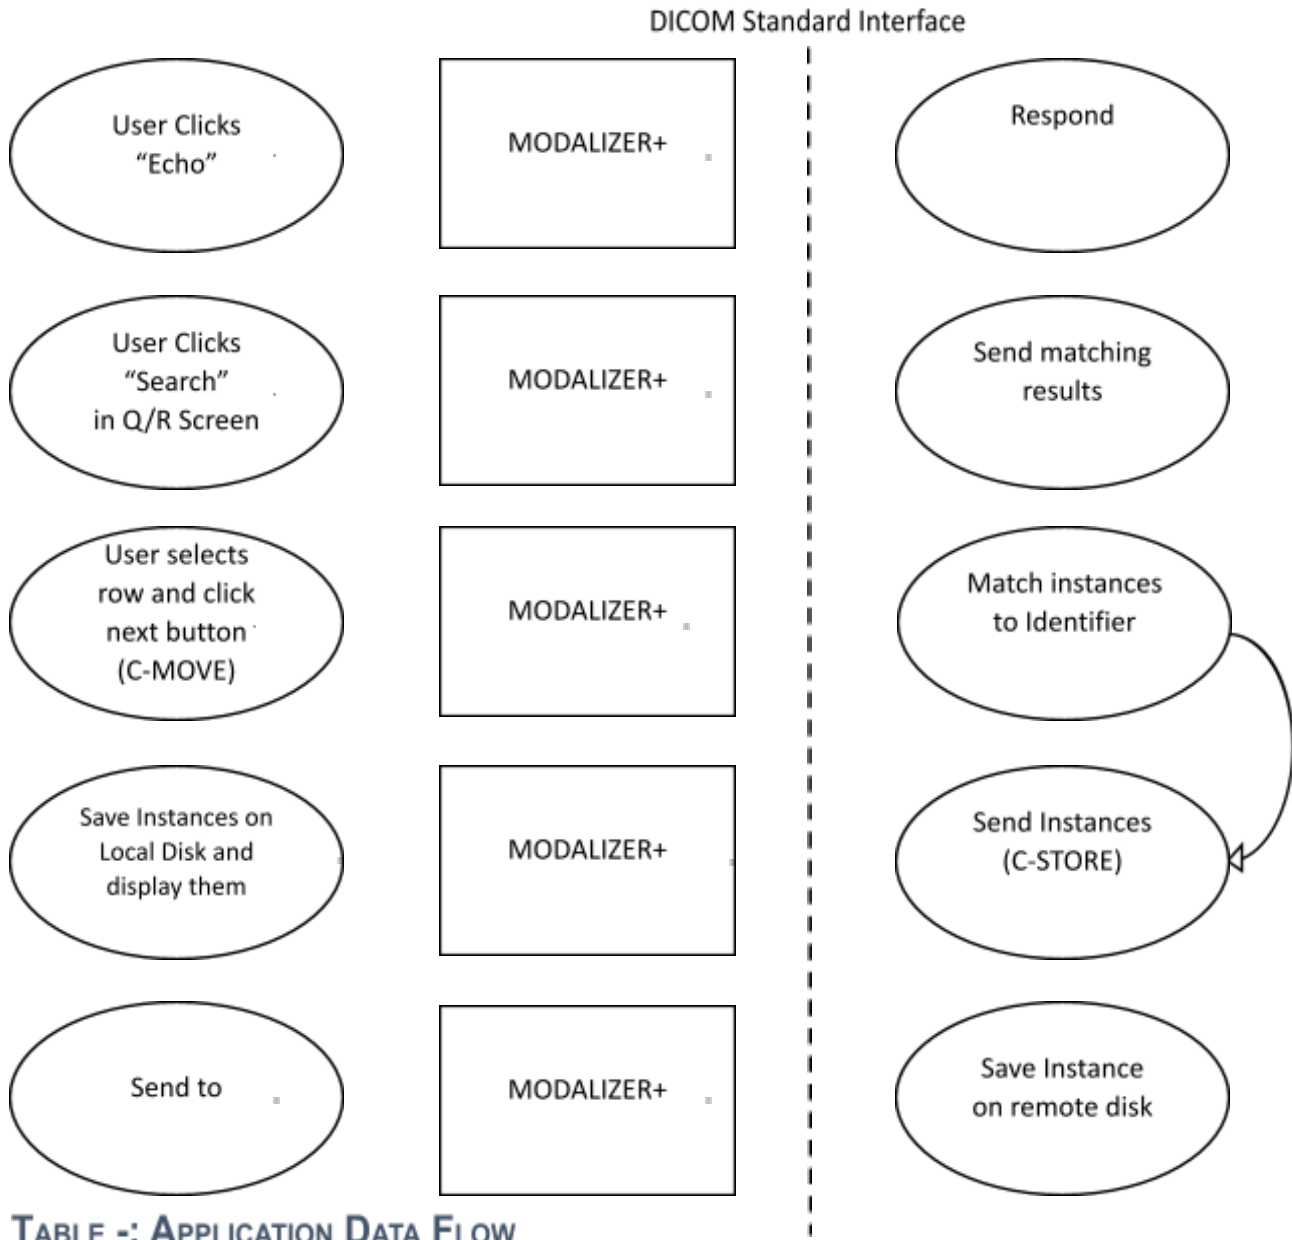 DICOM Standard Interface
User Clicks
“Echo”
MODALIZER+
Respond
User Clicks
“Search”
in Q/R Screen
MODALIZER+
Send matching
results
User selects
row and click
next button
(C-MOVE)
MODALIZER+
Match instances
to Identifier
Save Instances on
Local Disk and
display them
MODALIZER+
Send Instances
(C-STORE)
Send to
MODALIZER+
Save Instance
on remote disk
TABLE -: APPLICATION DATA FLOW